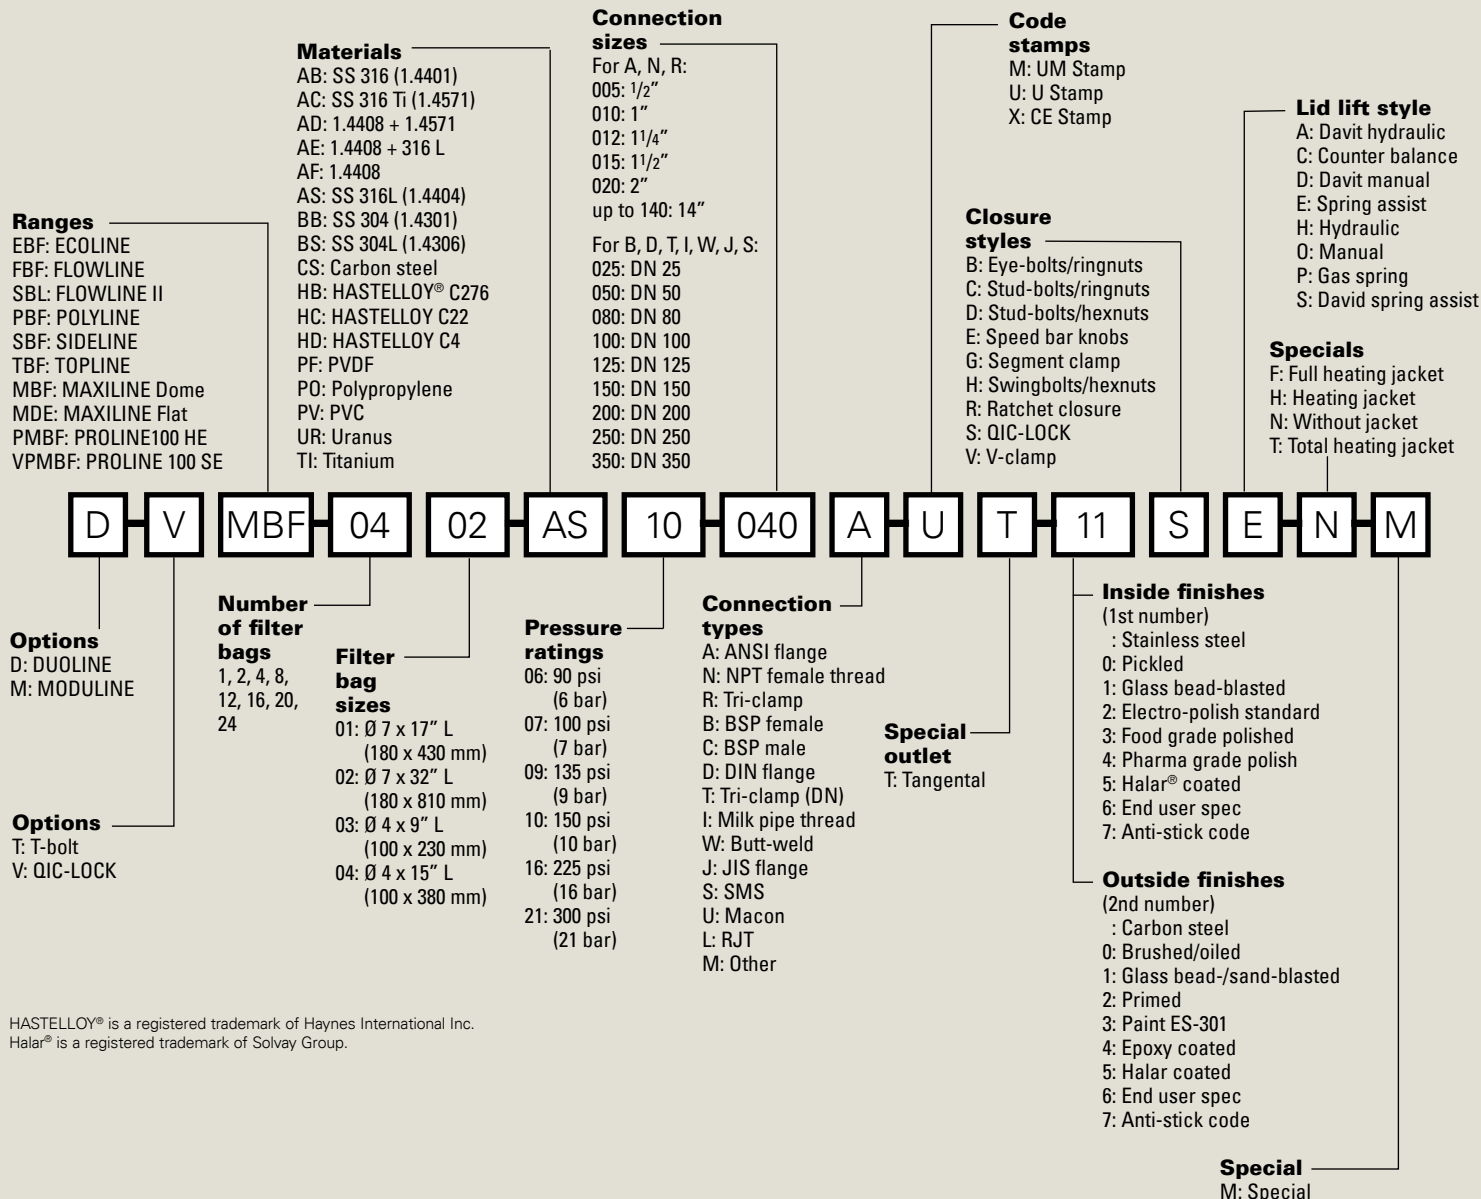 Ranges
EBF: ECOLINE
FBF: FLOWLINE
SBL: FLOWLINE II
PBF: POLYLINE
SBF: SIDELINE
TBF: TOPLINE
MBF: MAXILINE Dome
MDE: MAXILINE Flat
PMBF: PROLINE100 HE
VPMBF: PROLINE 100 SE
Materials
AB: SS 316 (1.4401)
AC: SS 316 Ti (1.4571)
AD: 1.4408 + 1.4571
AE: 1.4408 + 316 L
AF: 1.4408
AS: SS 316L (1.4404)
BB: SS 304 (1.4301)
BS: SS 304L (1.4306)
CS: Carbon steel
HB: HASTELLOY® C276
HC: HASTELLOY C22
HD: HASTELLOY C4
PF: PVDF
PO: Polypropylene
PV: PVC
UR: Uranus
TI: Titanium
Connection
sizes
For A, N, R:
005: 1/2”
010: 1”
012: 11/4”
015: 11/2”
020: 2”
up to 140: 14”
For B, D, T, I, W, J, S:
025: DN 25
050: DN 50
080: DN 80
100: DN 100
125: DN 125
150: DN 150
200: DN 200
250: DN 250
350: DN 350
Code
stamps
M: UM Stamp
U: U Stamp
X: CE Stamp
Closure
styles
B: Eye-bolts/ringnuts
C: Stud-bolts/ringnuts
D: Stud-bolts/hexnuts
E: Speed bar knobs
G: Segment clamp
H: Swingbolts/hexnuts
R: Ratchet closure
S: QIC-LOCK
V: V-clamp
Lid lift style
A: Davit hydraulic
C: Counter balance
D: Davit manual
E: Spring assist
H: Hydraulic
O: Manual
P: Gas spring
S: David spring assist
Specials
F: Full heating jacket
H: Heating jacket
N: Without jacket
T: Total heating jacket
D V MBF 04 02 AS 10 040 A U T 11 S E N M
Options
D: DUOLINE
M: MODULINE
Options
T: T-bolt
V: QIC-LOCK
Number
of filter
bags
1, 2, 4, 8,
12, 16, 20,
24
Filter
bag
sizes
01: Ø 7 x 17” L
(180 x 430 mm)
02: Ø 7 x 32” L
(180 x 810 mm)
03: Ø 4 x 9” L
(100 x 230 mm)
04: Ø 4 x 15” L
(100 x 380 mm)
Pressure
ratings
06: 90 psi
(6 bar)
07: 100 psi
(7 bar)
09: 135 psi
(9 bar)
10: 150 psi
(10 bar)
16: 225 psi
(16 bar)
21: 300 psi
(21 bar)
Connection
types
A: ANSI flange
N: NPT female thread
R: Tri-clamp
B: BSP female
C: BSP male
D: DIN flange
T: Tri-clamp (DN)
I: Milk pipe thread
W: Butt-weld
J: JIS flange
S: SMS
U: Macon
L: RJT
M: Other
Special
outlet
T: Tangental
Inside finishes
(1st number)
: Stainless steel
0: Pickled
1: Glass bead-blasted
2: Electro-polish standard
3: Food grade polished
4: Pharma grade polish
5: Halar® coated
6: End user spec
7: Anti-stick code
Outside finishes
(2nd number)
: Carbon steel
0: Brushed/oiled
1: Glass bead-/sand-blasted
2: Primed
3: Paint ES-301
4: Epoxy coated
5: Halar coated
6: End user spec
7: Anti-stick code
Special
M: Special
HASTELLOY® is a registered trademark of Haynes International Inc.
Halar® is a registered trademark of Solvay Group.